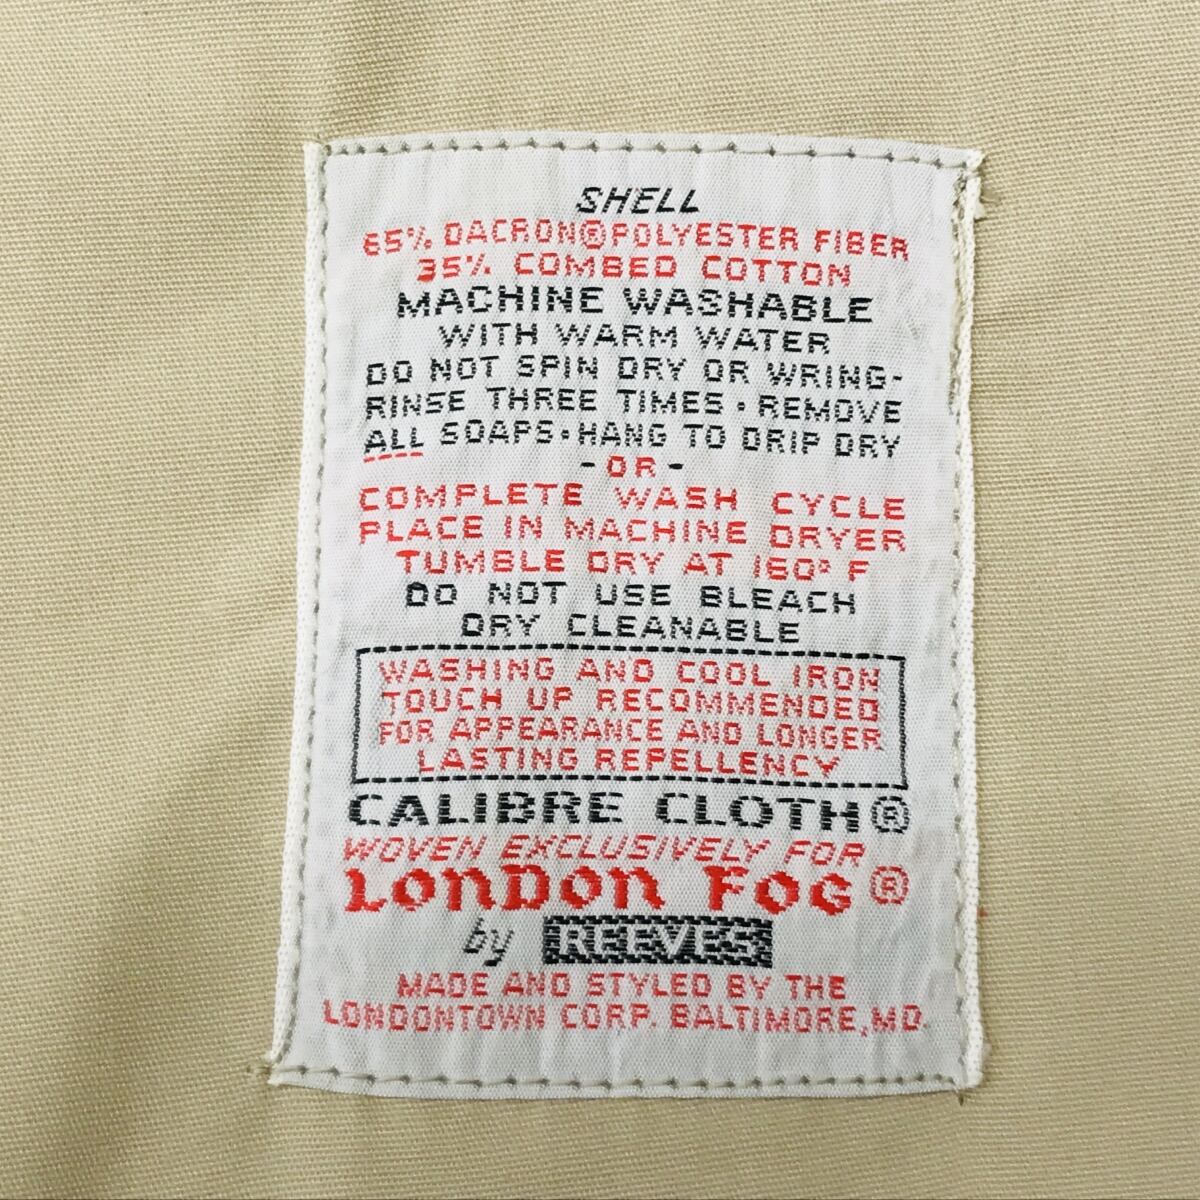 SHELL
65% DACRON® POLYESTER FIBER
35% COMBED COTTON
MACHINE WASHABLE
WITH WARM WATER
DO NOT SPIN DRY OR WRING-
RINSE THREE TIMES • REMOVE
ALL SOAPS • HANG TO DRIP DRY
- OR -
COMPLETE WASH CYCLE
PLACE IN MACHINE DRYER
TUMBLE DRY AT 160° F
DO NOT USE BLEACH
DRY CLEANABLE
WASHING AND COOL IRON
TOUCH UP RECOMMENDED
FOR APPEARANCE AND LONGER
LASTING REPELLENCY
CALIBRE CLOTH®
WOVEN EXCLUSIVELY FOR
LONDON FOG®
by REEVES
MADE AND STYLED BY THE
LONDONTOWN CORP. BALTIMORE, MD.